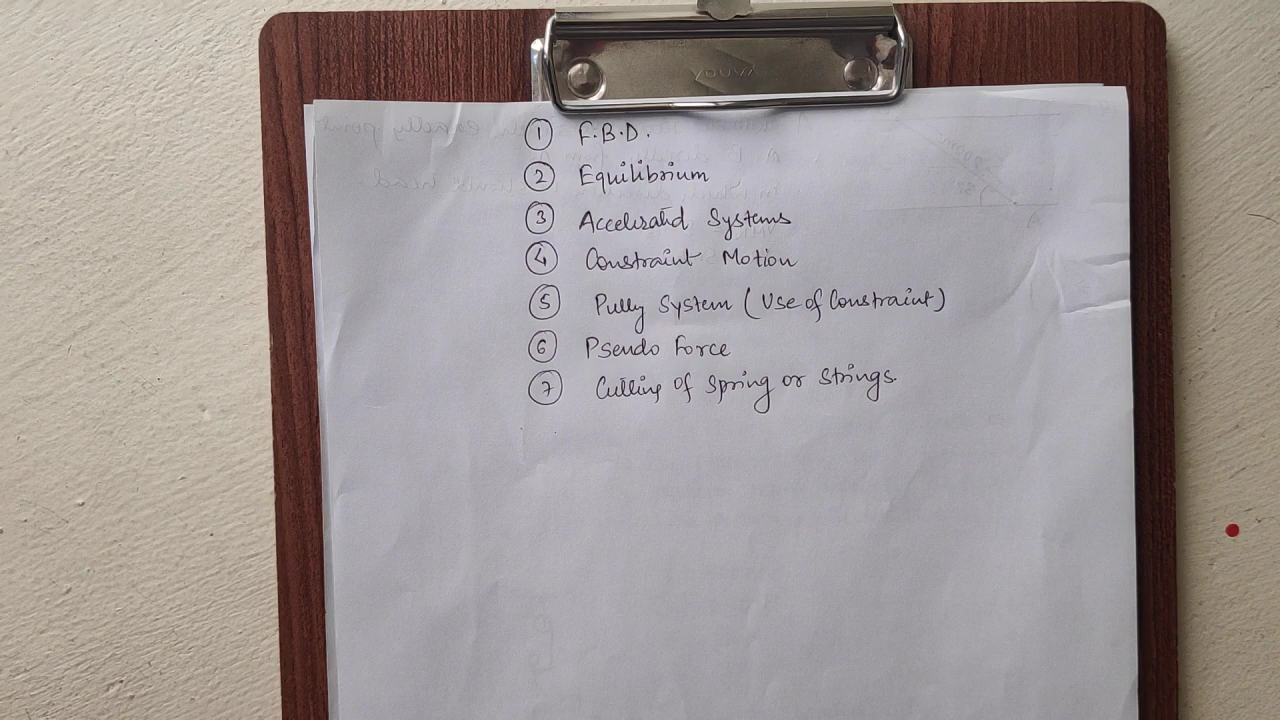 ① F.B.D.
② Equilibrium
③ Accelerated Systems
④ Constraint Motion
⑤ Pully System (Use of Constraint)
⑥ Pseudo Force
⑦ Cutting of Spring or Strings.